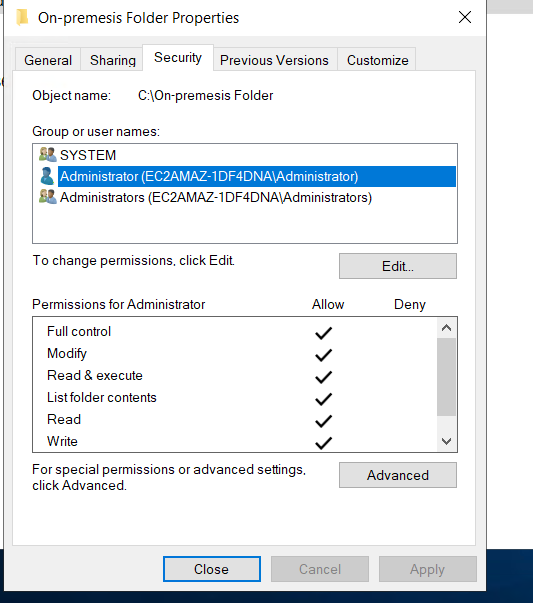 On-premesis Folder Properties
General Sharing Security Previous Versions Customize
Object name: C:\On-premesis Folder
Group or user names:
SYSTEM
Administrator (EC2AMAZ-1DF4DNA\Administrator)
Administrators (EC2AMAZ-1DF4DNA\Administrators)
To change permissions, click Edit.
Edit...
Permissions for Administrator Allow Deny
Full control
Modify
Read & execute
List folder contents
Read
Write
For special permissions or advanced settings,
click Advanced.
Advanced
Close Cancel Apply